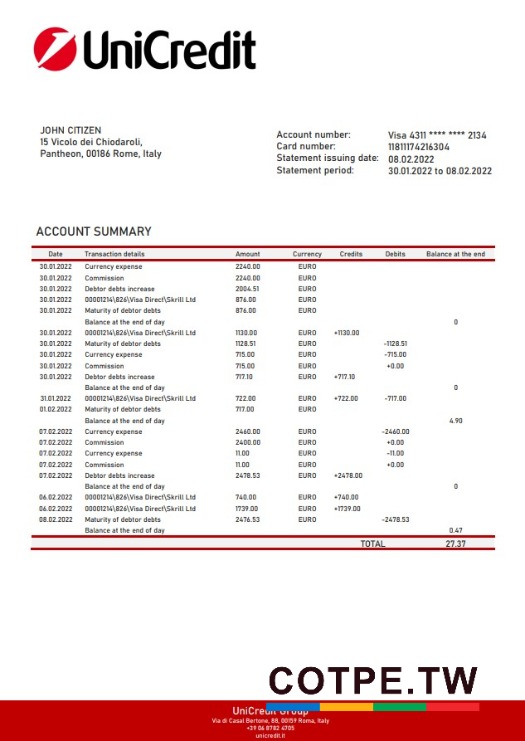 UniCredit
JOHN CITIZEN
15 Vicolo dei Chiodaroli,
Pantheon, 00186 Rome, Italy
Account number: Visa 4311 **** **** 2134
Card number: 11811174216304
Statement issuing date: 08.02.2022
Statement period: 30.01.2022 to 08.02.2022
ACCOUNT SUMMARY
Date Transaction details Amount Currency Credits Debits Balance at the end
30.01.2022 Currency expense 2240.00 EURO
30.01.2022 Commission 2240.00 EURO
30.01.2022 Debtor debts increase 2004.51 EURO
30.01.2022 00001214\826\Visa Direct\Skrill Ltd 876.00 EURO
30.01.2022 Maturity of debtor debts 876.00 EURO
Balance at the end of day 0
30.01.2022 00001214\826\Visa Direct\Skrill Ltd 1130.00 EURO +1130.00
30.01.2022 Maturity of debtor debts 1128.51 EURO -1128.51
30.01.2022 Currency expense 715.00 EURO -715.00
30.01.2022 Commission 715.00 EURO +0.00
30.01.2022 Debtor debts increase 717.10 EURO +717.10
Balance at the end of day 0
31.01.2022 00001214\826\Visa Direct\Skrill Ltd 722.00 EURO +722.00 -717.00
01.02.2022 Maturity of debtor debts 717.00 EURO
Balance at the end of day 4.90
07.02.2022 Currency expense 2460.00 EURO -2460.00
07.02.2022 Commission 2400.00 EURO +0.00
07.02.2022 Currency expense 11.00 EURO -11.00
07.02.2022 Commission 11.00 EURO +0.00
07.02.2022 Debtor debts increase 2478.53 EURO +2478.00
Balance at the end of day 0
06.02.2022 00001214\826\Visa Direct\Skrill Ltd 740.00 EURO +740.00
06.02.2022 00001214\826\Visa Direct\Skrill Ltd 1739.00 EURO +1739.00
08.02.2022 Maturity of debtor debts 2476.53 EURO -2478.53
Balance at the end of day 0.47
TOTAL 27.37
COTPE.TW
UniCredit Group
Via di Casal Bertone, 88, 00159 Roma, Italy
+39 06 8782 4705
unicredit.it